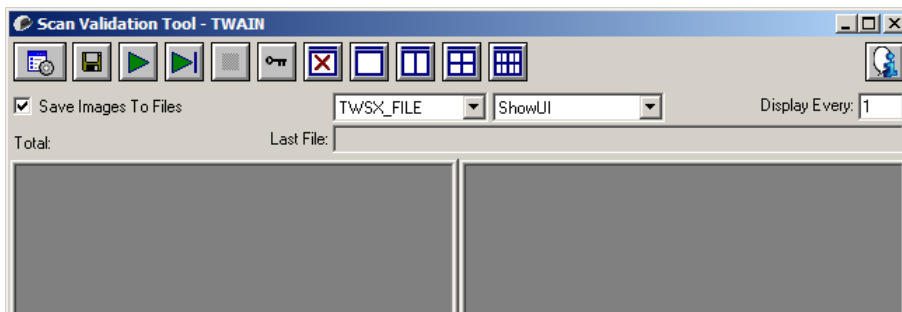 Scan Validation Tool - TWAIN
Save Images To Files TWSX_FILE ShowUI Display Every: 1
Total: Last File: